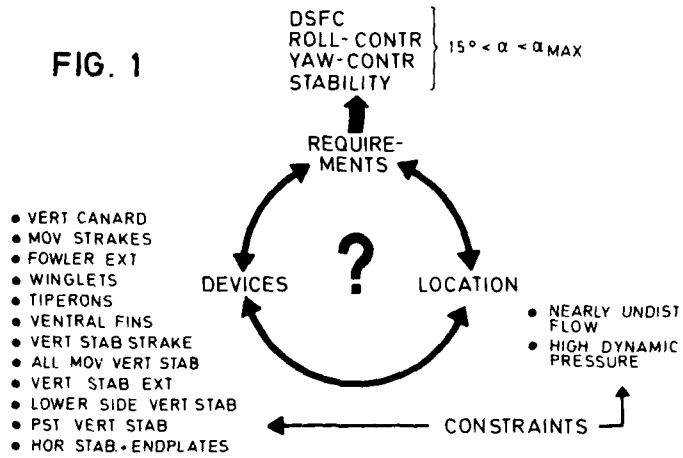 FIG. 1
DSFC
ROLL-CONTR
YAW-CONTR
STABILITY
15° < α < αMAX
REQUIRE-
MENTS
?
DEVICES
LOCATION
• VERT CANARD
• MOV STRAKES
• FOWLER EXT
• WINGLETS
• TIPERONS
• VENTRAL FINS
• VERT STAB STRAKE
• ALL MOV VERT STAB
• VERT STAB EXT
• LOWER SIDE VERT STAB
• PST VERT STAB
• HOR STAB. + ENDPLATES
• NEARLY UNDIST
FLOW
• HIGH DYNAMIC
PRESSURE
CONSTRAINTS